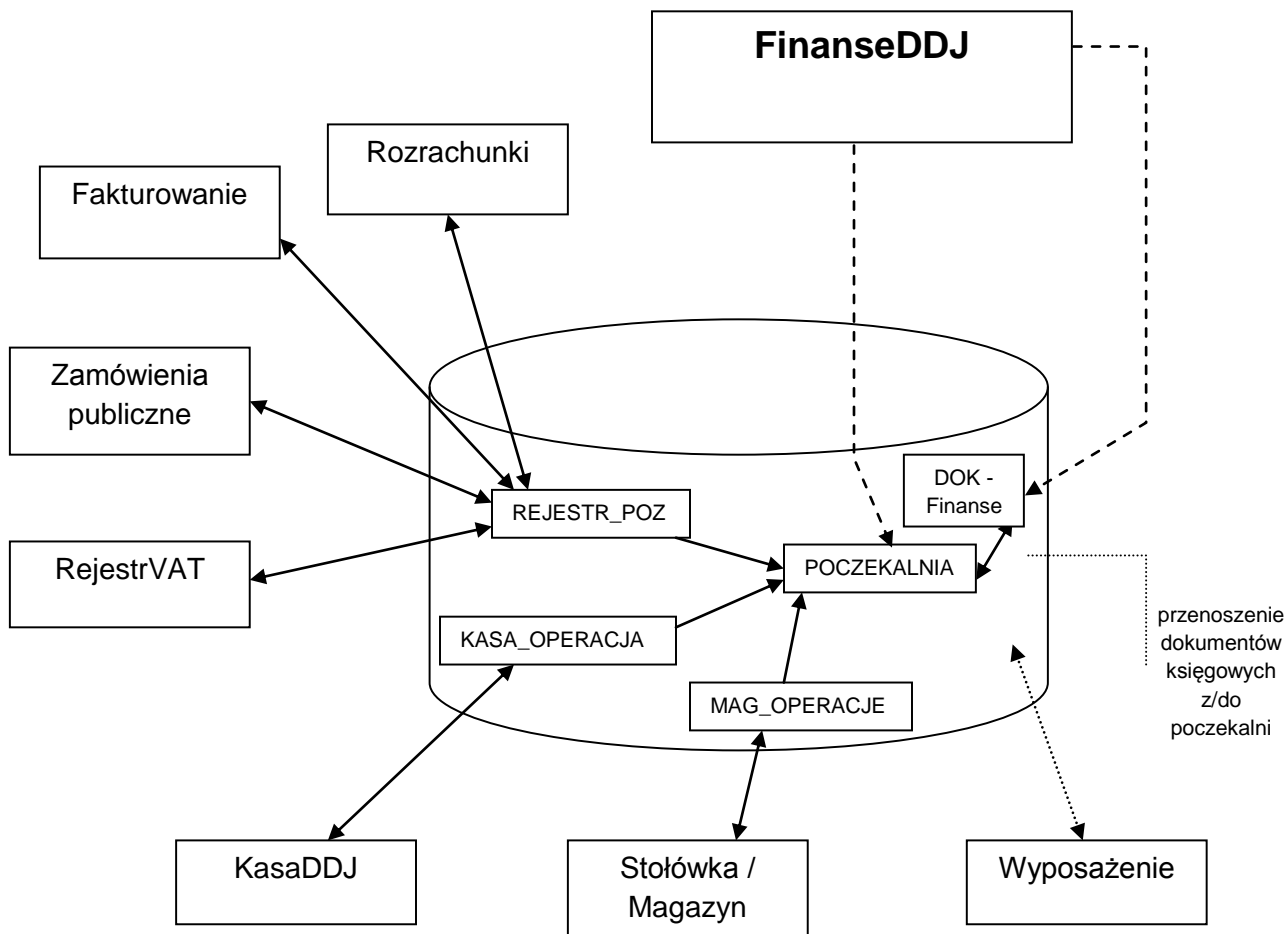 FinanseDDJ
Rozrachunki
Fakturowanie
Zamówienia
publiczne
DOK -
Finanse
REJESTR_POZ
RejestrVAT
POCZEKALNIA
przenoszenie
dokumentów
księgowych
z/do
poczekalni
KASA_OPERACJA
MAG_OPERACJE
KasaDDJ
Stołówka /
Magazyn
Wyposażenie